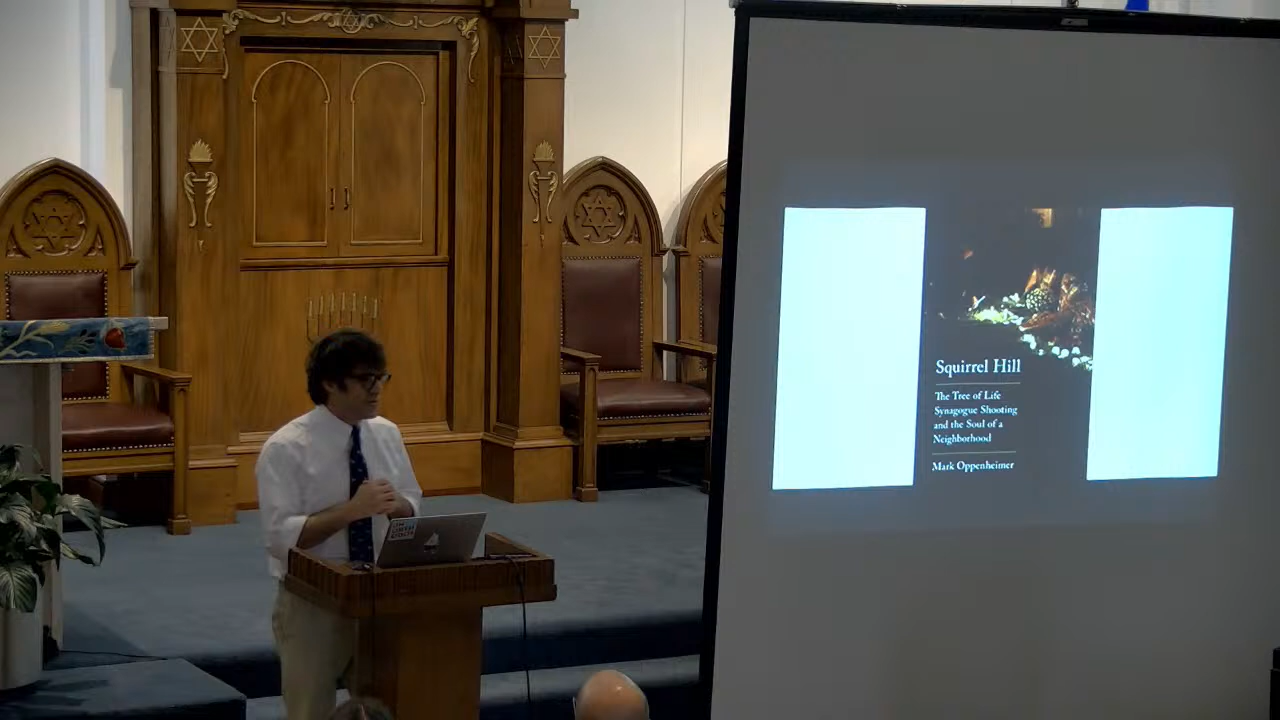 Squirrel Hill
The Tree of Life
Synagogue Shooting
and the Soul of a
Neighborhood
Mark Oppenheimer